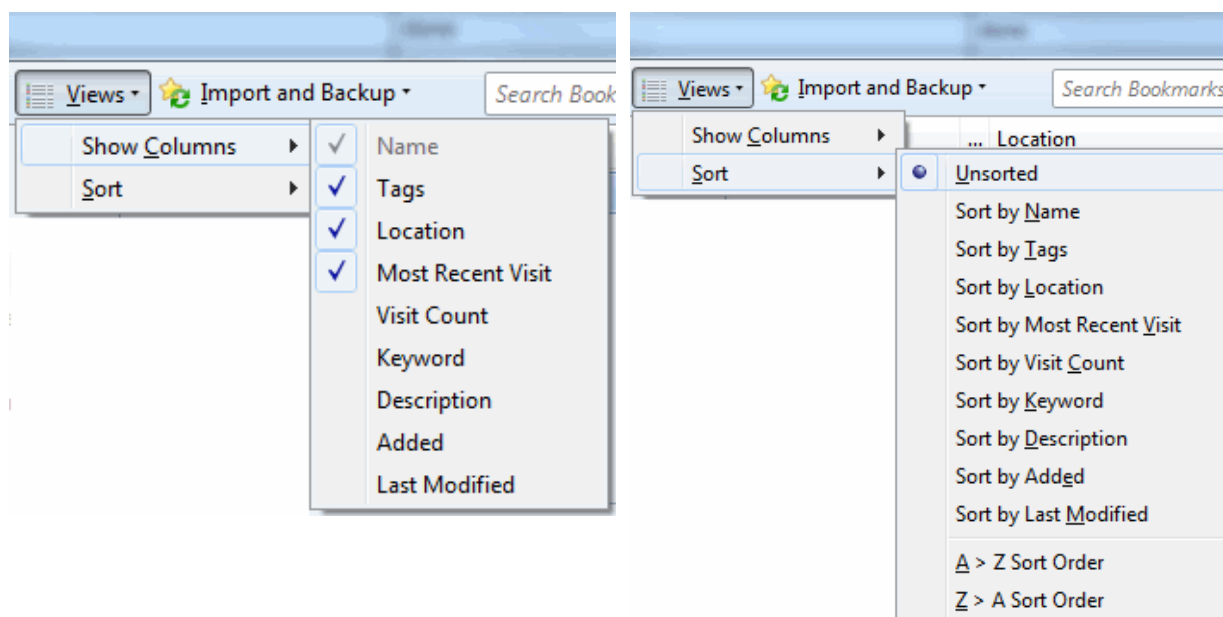 Views Import and Backup Search Book
Show Columns
Sort
Name
Tags
Location
Most Recent Visit
Visit Count
Keyword
Description
Added
Last Modified
Views Import and Backup Search Bookmarks
Show Columns
... Location
Sort
Unsorted
Sort by Name
Sort by Tags
Sort by Location
Sort by Most Recent Visit
Sort by Visit Count
Sort by Keyword
Sort by Description
Sort by Added
Sort by Last Modified
A > Z Sort Order
Z > A Sort Order